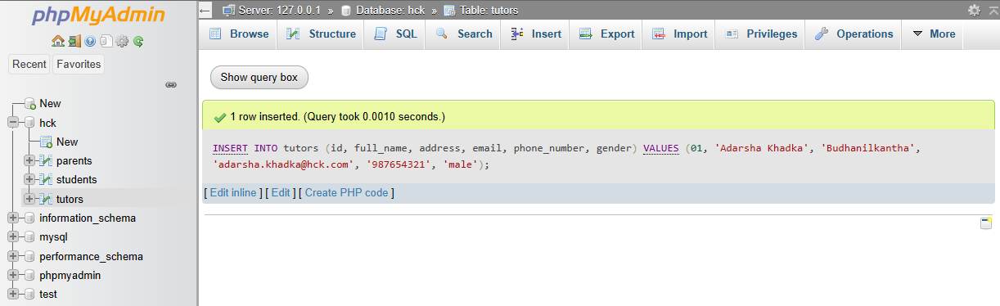 phpMyAdmin
Recent Favorites
New
hck
New
parents
students
tutors
information_schema
mysql
performance_schema
phpmyadmin
test
Server: 127.0.0.1 » Database: hck » Table: tutors
Browse Structure SQL Search Insert Export Import Privileges Operations More
Show query box
1 row inserted. (Query took 0.0010 seconds.)
INSERT INTO tutors (id, full_name, address, email, phone_number, gender) VALUES (01, 'Adarsha Khadka', 'Budhanilkantha',
'adarsha.khadka@hck.com', '987654321', 'male');
[ Edit inline ] [ Edit ] [ Create PHP code ]